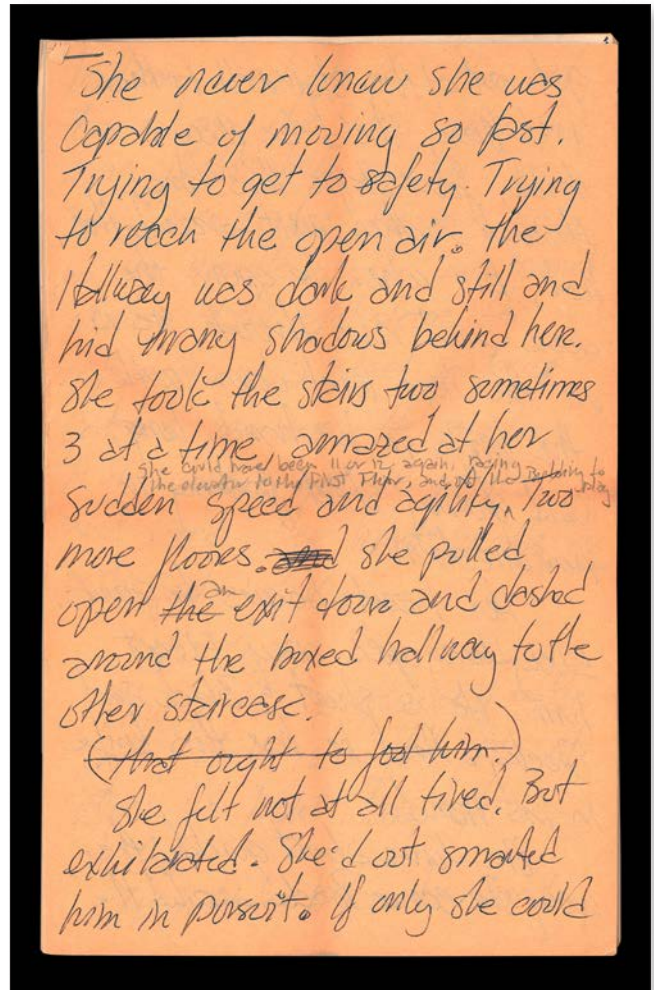 She never knew she was
capable of moving so fast.
Trying to get to safety. Trying
to reach the open air. The
Hallway was dark and still and
hid many shadows behind her.
She took the stairs two sometimes
3 at a time amazed at her
She could have been 11 or 12 again, racing
the elevator to the First Floor, and out the Building to play
sudden speed and agility. Two
more floors. and she pulled
an
open the exit door and dashed
around the boxed hallway to the
other staircase.
(that ought to fool him.)
She felt not at all tired. But
exhilarated. She'd out smarted
him in pursuit. If only she could